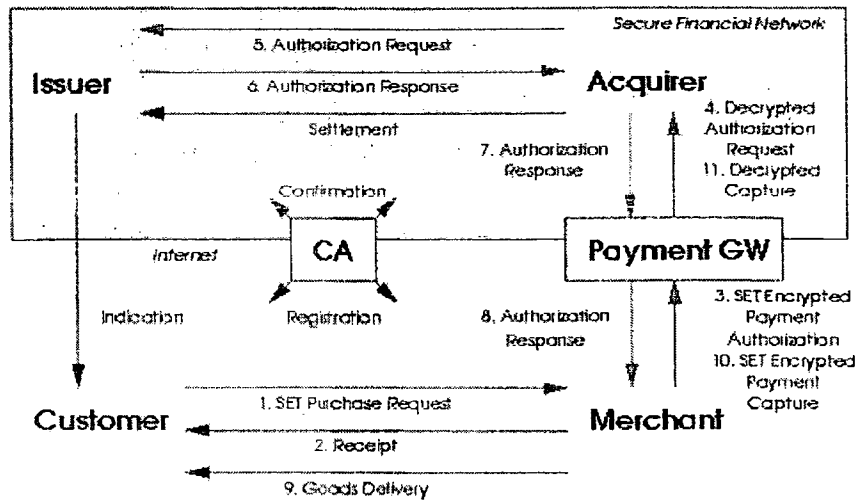 Secure Financial Network
5. Authorization Request
Issuer
Acquirer
6. Authorization Response
Settlement
4. Decrypted
Authorization
Request
11. Decrypted
Capture
7. Authorization
Response
Confirmation
CA
Payment GW
Internet
Indication
Registration
8. Authorization
Response
3. SET Encrypted
Payment
Authorization
10. SET Encrypted
Payment
Capture
Customer
Merchant
1. SET Purchase Request
2. Receipt
9. Goods Delivery